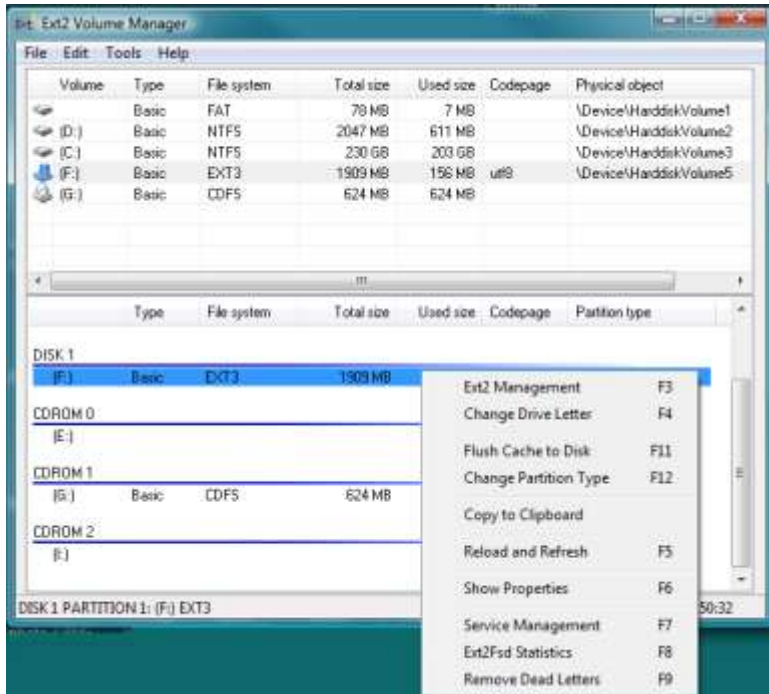 Ext2 Volume Manager
File Edit Tools Help
Volume Type File system Total size Used size Codepage Physical object
Basic FAT 78 MB 7 MB \Device\HarddiskVolume1
(D:) Basic NTFS 2047 MB 611 MB \Device\HarddiskVolume2
(C:) Basic NTFS 230 GB 203 GB \Device\HarddiskVolume3
(F:) Basic EXT3 1909 MB 156 MB utf8 \Device\HarddiskVolume5
(G:) Basic CDFS 624 MB 624 MB
Type File system Total size Used size Codepage Partition type
DISK 1
(F:) Basic EXT3 1909 MB
CDROM 0
(E:)
CDROM 1
(G:) Basic CDFS 624 MB
CDROM 2
(I:)
DISK 1 PARTITION 1: (F:) EXT3 50:32
Ext2 Management F3
Change Drive Letter F4
Flush Cache to Disk F11
Change Partition Type F12
Copy to Clipboard
Reload and Refresh F5
Show Properties F6
Service Management F7
Ext2Fsd Statistics F8
Remove Dead Letters F9